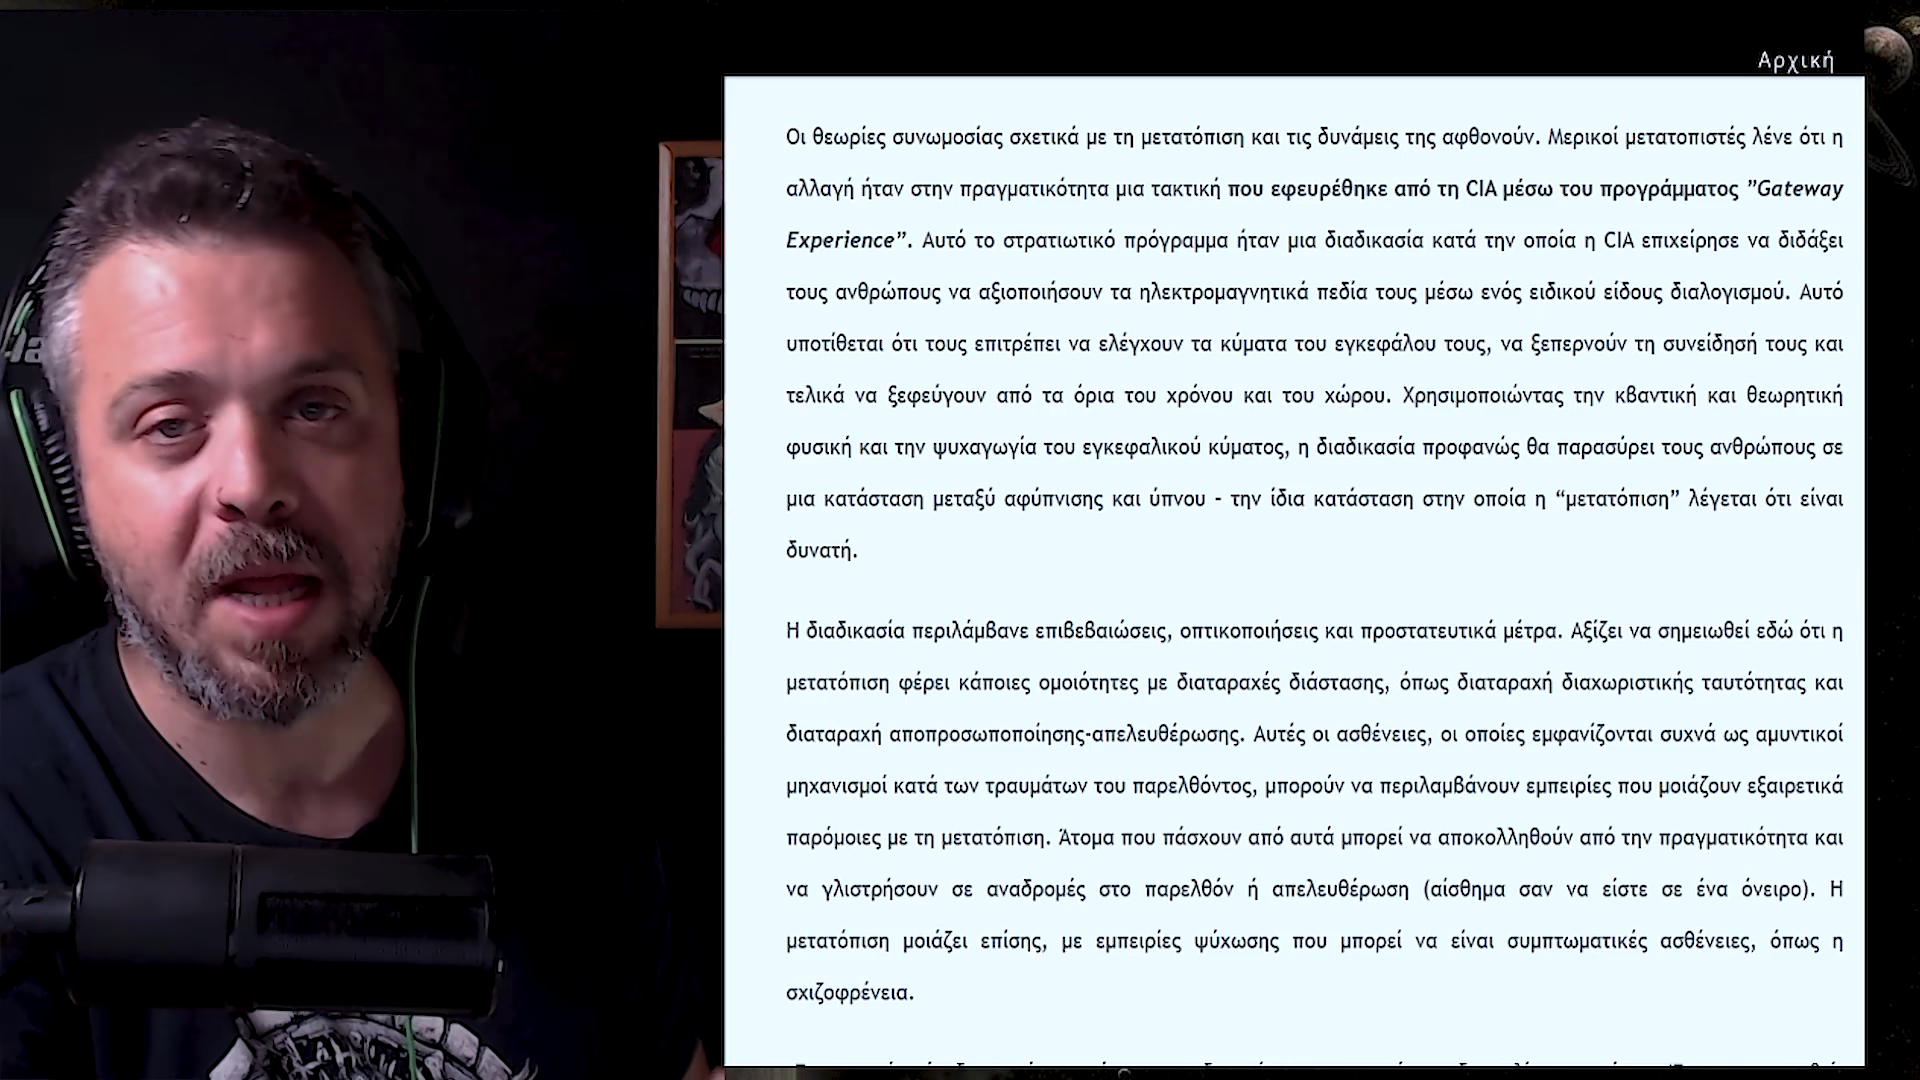 Αρχική
Οι θεωρίες συνωμοσίας σχετικά με τη μετατόπιση και τις δυνάμεις της αφθονούν. Μερικοί μετατοπιστές λένε ότι η
αλλαγή ήταν στην πραγματικότητα μια τακτική που εφευρέθηκε από τη CIA μέσω του προγράμματος ”Gateway
Experience”. Αυτό το στρατιωτικό πρόγραμμα ήταν μια διαδικασία κατά την οποία η CIA επιχείρησε να διδάξει
τους ανθρώπους να αξιοποιήσουν τα ηλεκτρομαγνητικά πεδία τους μέσω ενός ειδικού είδους διαλογισμού. Αυτό
υποτίθεται ότι τους επιτρέπει να ελέγχουν τα κύματα του εγκεφάλου τους, να ξεπερνούν τη συνείδησή τους και
τελικά να ξεφεύγουν από τα όρια του χρόνου και του χώρου. Χρησιμοποιώντας την κβαντική και θεωρητική
φυσική και την ψυχαγωγία του εγκεφαλικού κύματος, η διαδικασία προφανώς θα παρασύρει τους ανθρώπους σε
μια κατάσταση μεταξύ αφύπνισης και ύπνου - την ίδια κατάσταση στην οποία η “μετατόπιση” λέγεται ότι είναι
δυνατή.
Η διαδικασία περιλάμβανε επιβεβαιώσεις, οπτικοποιήσεις και προστατευτικά μέτρα. Αξίζει να σημειωθεί εδώ ότι η
μετατόπιση φέρει κάποιες ομοιότητες με διαταραχές διάστασης, όπως διαταραχή διαχωριστικής ταυτότητας και
διαταραχή αποπροσωποποίησης-απελευθέρωσης. Αυτές οι ασθένειες, οι οποίες εμφανίζονται συχνά ως αμυντικοί
μηχανισμοί κατά των τραυμάτων του παρελθόντος, μπορούν να περιλαμβάνουν εμπειρίες που μοιάζουν εξαιρετικά
παρόμοιες με τη μετατόπιση. Άτομα που πάσχουν από αυτά μπορεί να αποκολληθούν από την πραγματικότητα και
να γλιστρήσουν σε αναδρομές στο παρελθόν ή απελευθέρωση (αίσθημα σαν να είστε σε ένα όνειρο). Η
μετατόπιση μοιάζει επίσης, με εμπειρίες ψύχωσης που μπορεί να είναι συμπτωματικές ασθένειες, όπως η
σχιζοφρένεια.